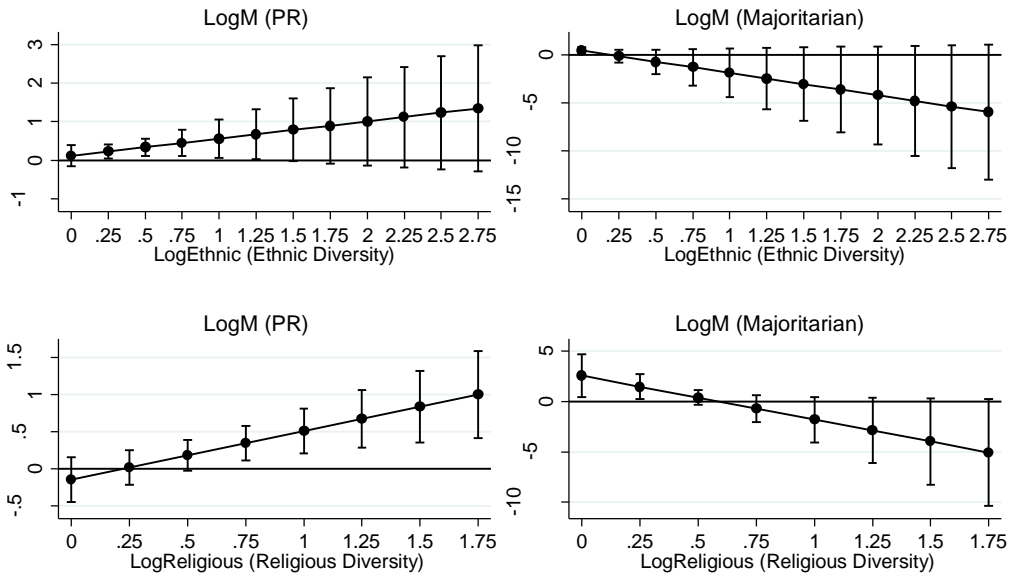 LogM (PR)
3
2
1
0
-1
0 .25 .5 .75 1 1.25 1.5 1.75 2 2.25 2.5 2.75
LogEthnic (Ethnic Diversity)
LogM (Majoritarian)
0
-5
-10
-15
0 .25 .5 .75 1 1.25 1.5 1.75 2 2.25 2.5 2.75
LogEthnic (Ethnic Diversity)
LogM (PR)
1.5
1
.5
0
-.5
0 .25 .5 .75 1 1.25 1.5 1.75
LogReligious (Religious Diversity)
LogM (Majoritarian)
5
0
-5
-10
0 .25 .5 .75 1 1.25 1.5 1.75
LogReligious (Religious Diversity)